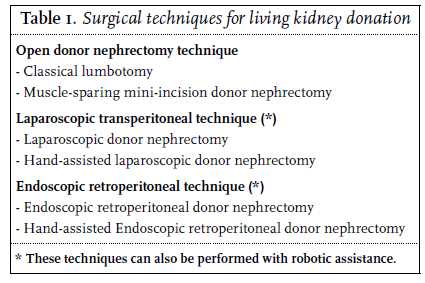 Table 1. Surgical techniques for living kidney donation
Open donor nephrectomy technique
- Classical lumbotomy
- Muscle-sparing mini-incision donor nephrectomy
Laparoscopic transperitoneal technique (*)
- Laparoscopic donor nephrectomy
- Hand-assisted laparoscopic donor nephrectomy
Endoscopic retroperitoneal technique (*)
- Endoscopic retroperitoneal donor nephrectomy
- Hand-assisted Endoscopic retroperitoneal donor nephrectomy
* These techniques can also be performed with robotic assistance.